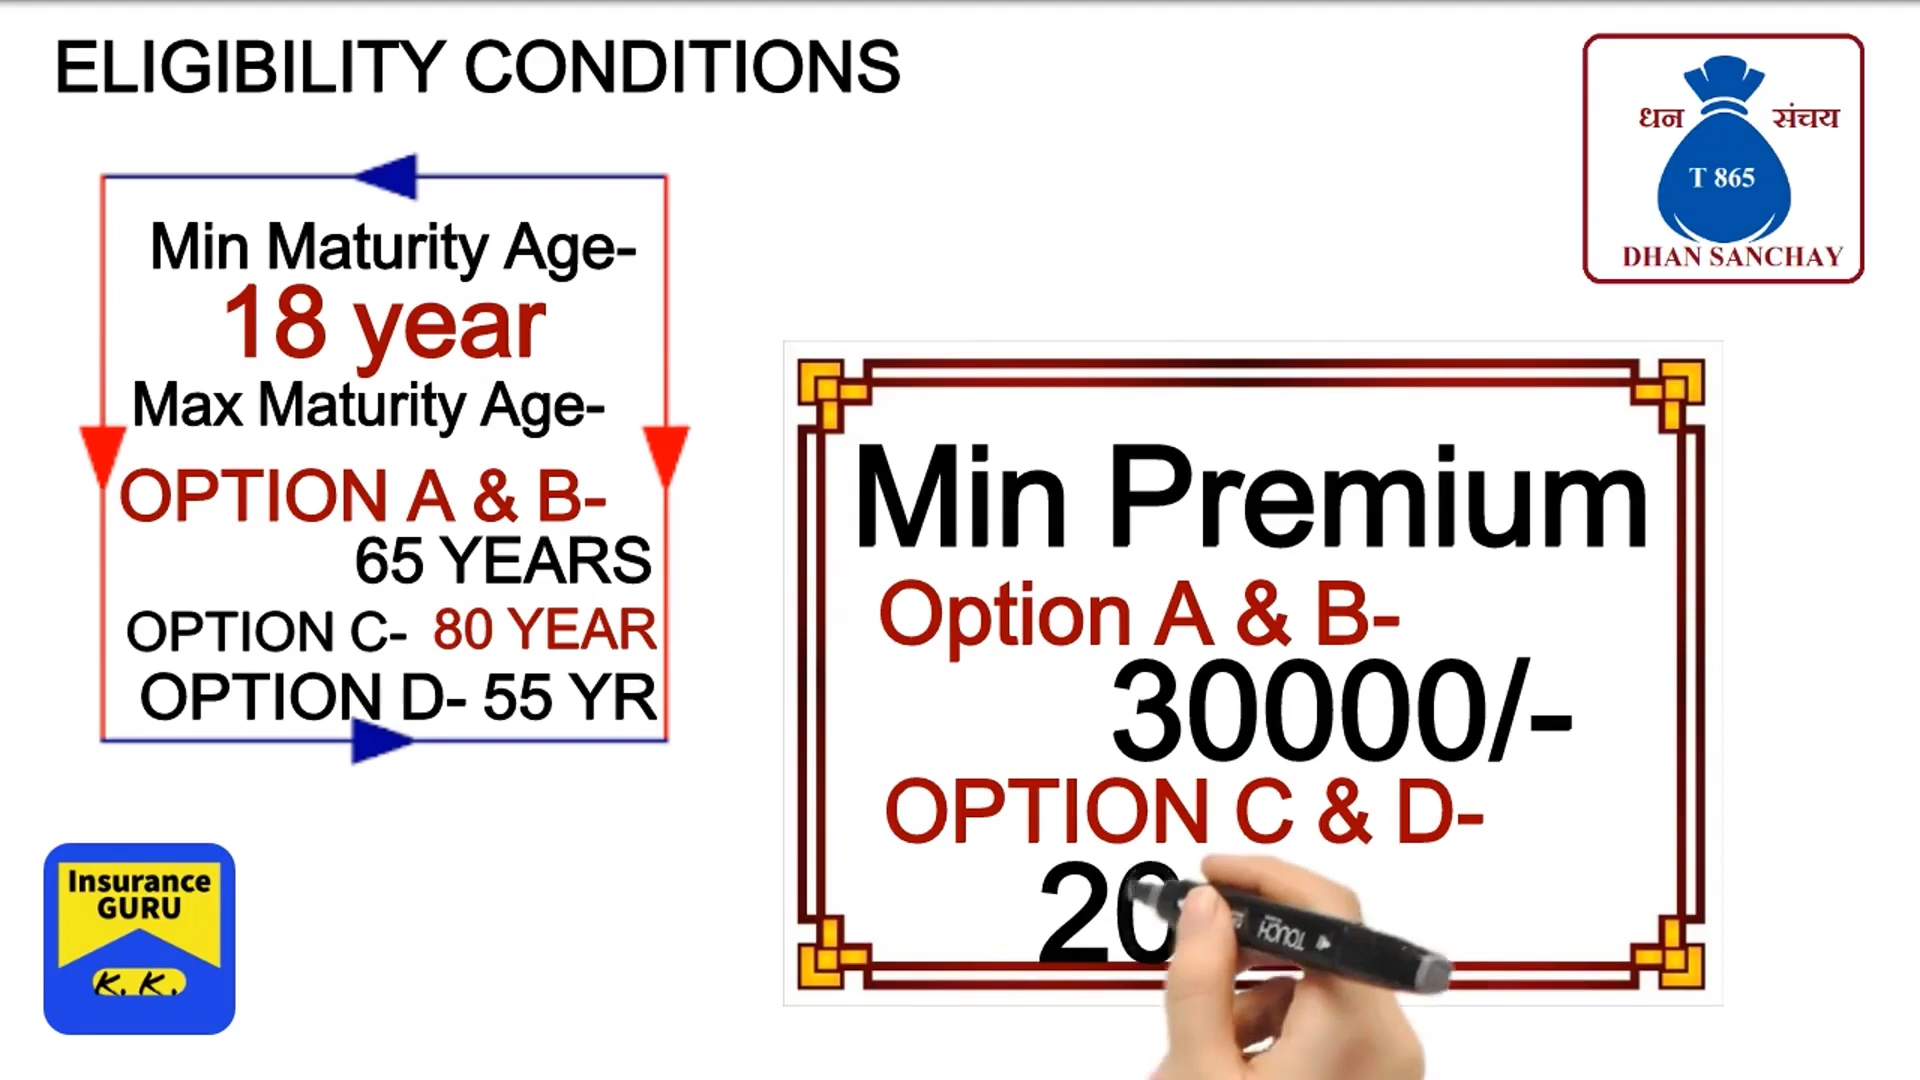 ELIGIBILITY CONDITIONS
धन संचय
T 865
DHAN SANCHAY
Min Maturity Age-
18 year
Max Maturity Age-
OPTION A & B-
65 YEARS
OPTION C- 80 YEAR
OPTION D- 55 YR
Min Premium
Option A & B-
30000/-
OPTION C & D-
20
TOUCH
Insurance
GURU
K. K.